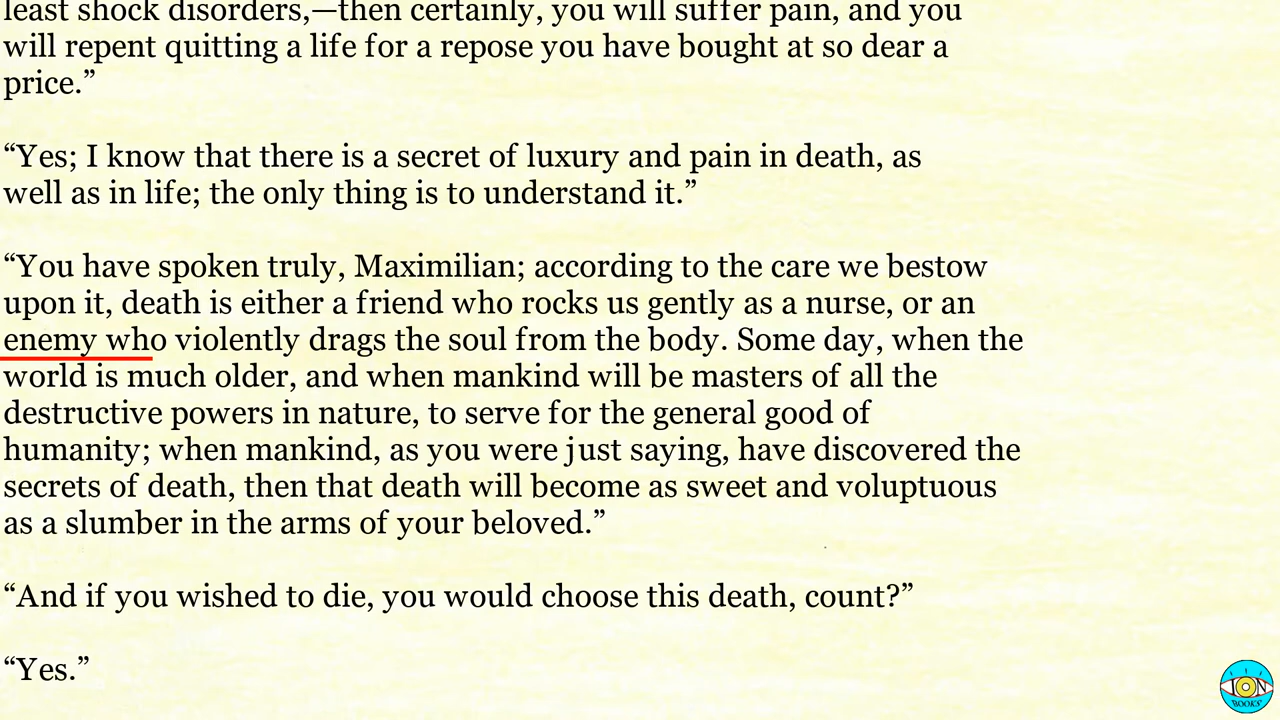 least shock disorders,—then certainly, you will suffer pain, and you
will repent quitting a life for a repose you have bought at so dear a
price.”
“Yes; I know that there is a secret of luxury and pain in death, as
well as in life; the only thing is to understand it.”
“You have spoken truly, Maximilian; according to the care we bestow
upon it, death is either a friend who rocks us gently as a nurse, or an
enemy who violently drags the soul from the body. Some day, when the
world is much older, and when mankind will be masters of all the
destructive powers in nature, to serve for the general good of
humanity; when mankind, as you were just saying, have discovered the
secrets of death, then that death will become as sweet and voluptuous
as a slumber in the arms of your beloved.”
“And if you wished to die, you would choose this death, count?”
“Yes.”
ION
BOOKS